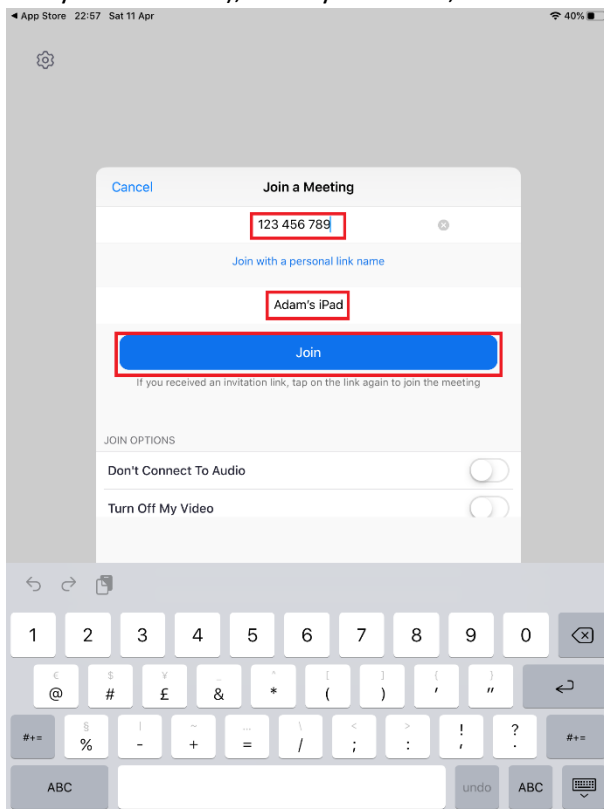 ◀ App Store 22:57 Sat 11 Apr 40%
Cancel Join a Meeting
123 456 789
Join with a personal link name
Adam's iPad
Join
If you received an invitation link, tap on the link again to join the meeting
JOIN OPTIONS
Don't Connect To Audio
Turn Off My Video
1 2 3 4 5 6 7 8 9 0
€ $ ¥ _ ^ [ ] { }
@ # £ & * ( ) ' "
§ | ~ … \ < > ! ?
#+= % - + = / ; : , . #+=
ABC undo ABC